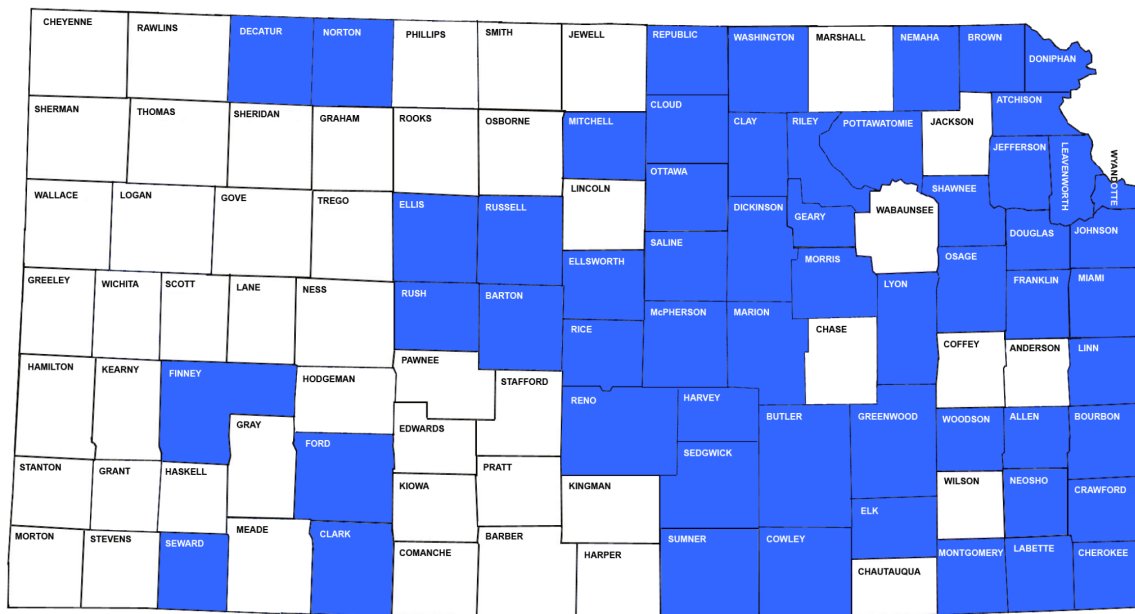 CHEYENNE
RAWLINS
DECATUR
NORTON
PHILLIPS
SMITH
JEWELL
REPUBLIC
WASHINGTON
MARSHALL
NEMAHA
BROWN
DONIPHAN
SHERMAN
THOMAS
SHERIDAN
GRAHAM
ROOKS
OSBORNE
MITCHELL
CLOUD
CLAY
RILEY
POTTAWATOMIE
JACKSON
ATCHISON
JEFFERSON
LEAVENWORTH
WYANDOTTE
WALLACE
LOGAN
GOVE
TREGO
ELLIS
RUSSELL
LINCOLN
OTTAWA
DICKINSON
GEARY
WABAUNSEE
SHAWNEE
DOUGLAS
JOHNSON
GREELEY
WICHITA
SCOTT
LANE
NESS
RUSH
BARTON
ELLSWORTH
SALINE
MORRIS
LYON
OSAGE
FRANKLIN
MIAMI
HAMILTON
KEARNY
FINNEY
HODGEMAN
PAWNEE
STAFFORD
RICE
McPHERSON
MARION
CHASE
COFFEY
ANDERSON
LINN
STANTON
GRANT
HASKELL
GRAY
FORD
EDWARDS
KIOWA
PRATT
RENO
HARVEY
SEDGWICK
KINGMAN
BUTLER
GREENWOOD
WOODSON
ALLEN
BOURBON
WILSON
NEOSHO
CRAWFORD
ELK
MORTON
STEVENS
SEWARD
MEADE
CLARK
COMANCHE
BARBER
HARPER
SUMNER
COWLEY
CHAUTAUQUA
MONTGOMERY
LABETTE
CHEROKEE